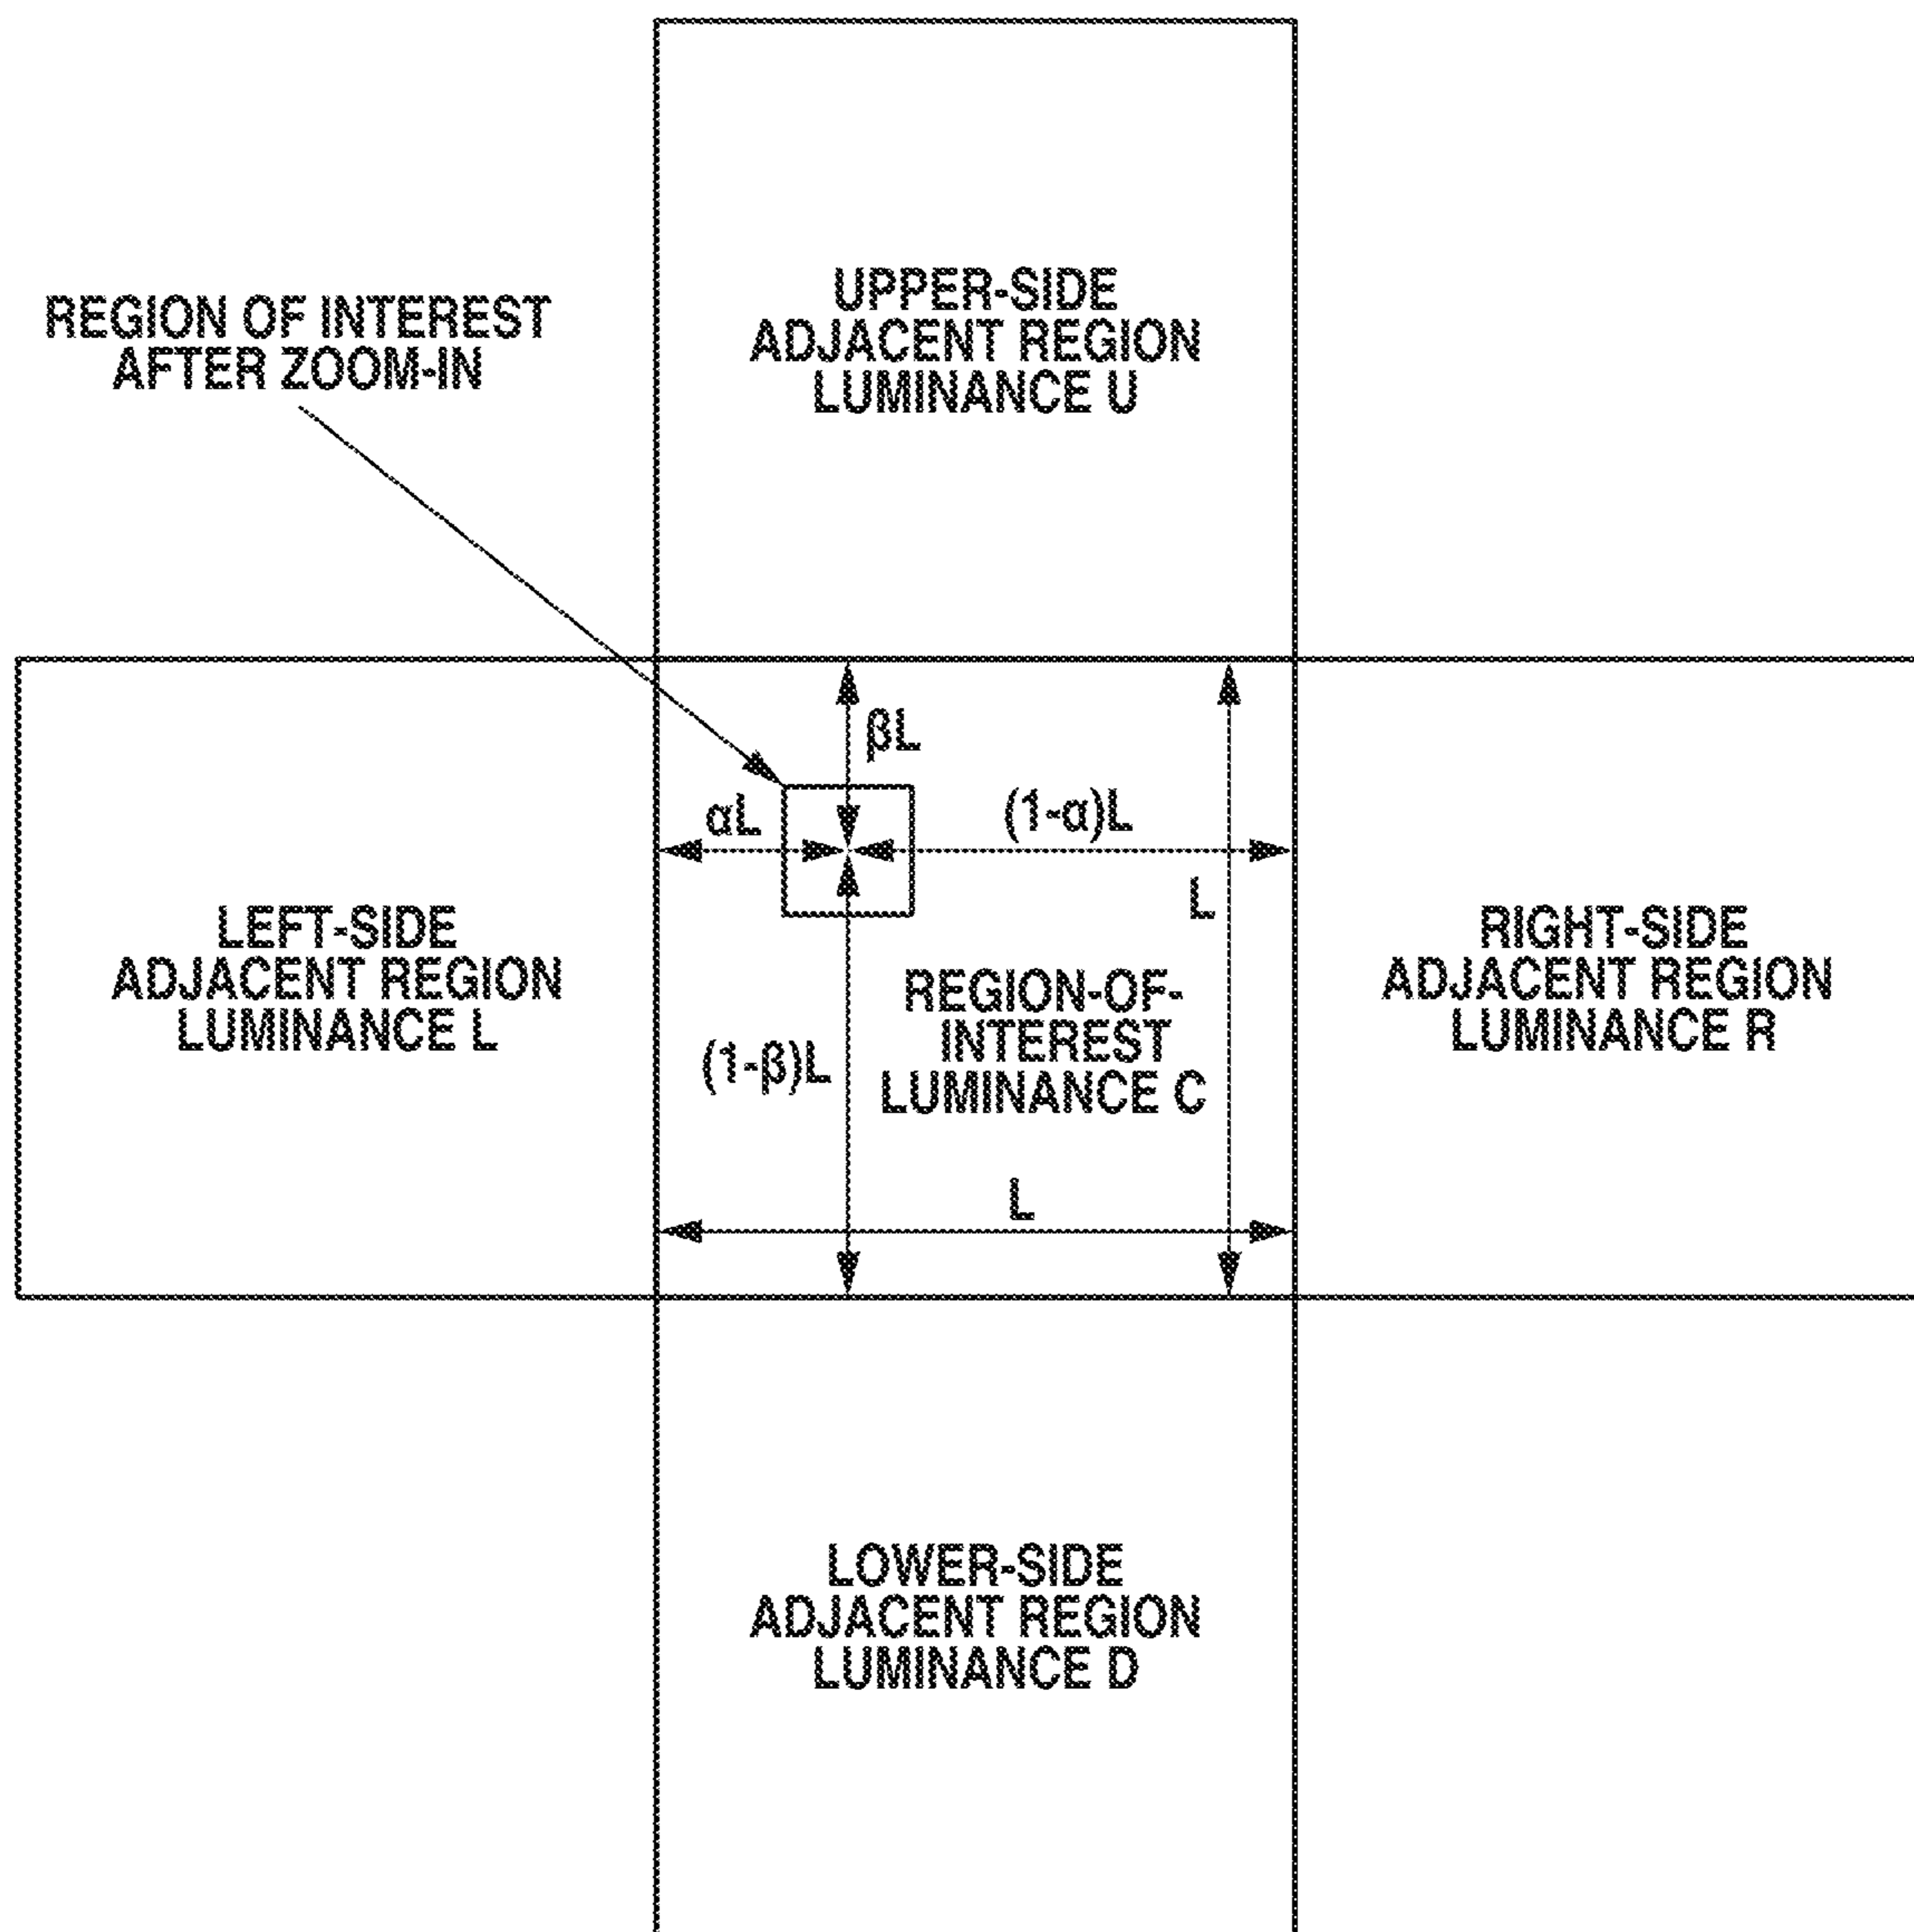 UPPER-SIDE
ADJACENT REGION
LUMINANCE U
REGION OF INTEREST
AFTER ZOOM-IN
βL
αL
(1-α)L
L
LEFT-SIDE
ADJACENT REGION
LUMINANCE L
(1-β)L
REGION-OF-
INTEREST
LUMINANCE C
L
RIGHT-SIDE
ADJACENT REGION
LUMINANCE R
LOWER-SIDE
ADJACENT REGION
LUMINANCE D